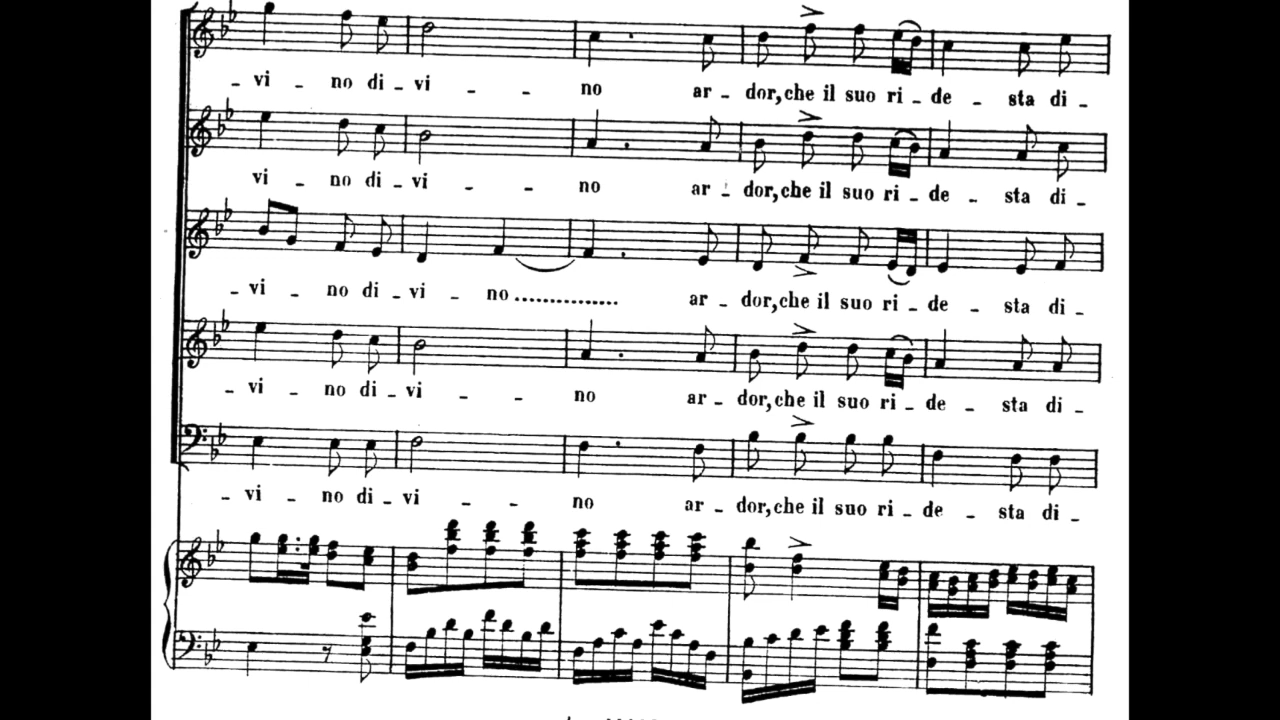 _ vi _ no di _ vi _ _ no ar _ dor, che il suo ri _ de _ sta di _
vi _ no di _ vi _ _ no ar _ dor, che il suo ri _ de _ sta di _
_ vi _ no di _ vi _ no............... ar _ dor, che il suo ri _ de _ sta di _
_ vi _ no di _ vi _ _ no ar _ dor, che il suo ri _ de _ sta di _
_ vi _ no di _ vi _ _ no ar _ dor, che il suo ri _ de _ sta di _